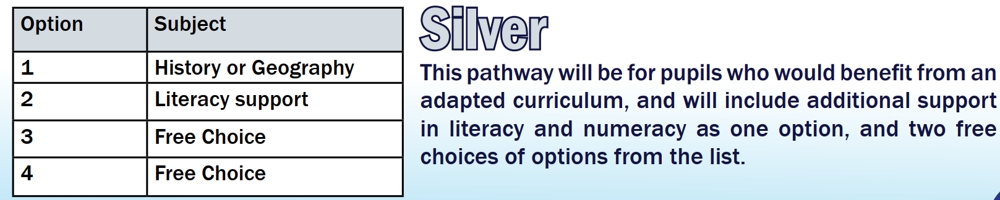 Option Subject
1 History or Geography
2 Literacy support
3 Free Choice
4 Free Choice
Silver
This pathway will be for pupils who would benefit from an
adapted curriculum, and will include additional support
in literacy and numeracy as one option, and two free
choices of options from the list.